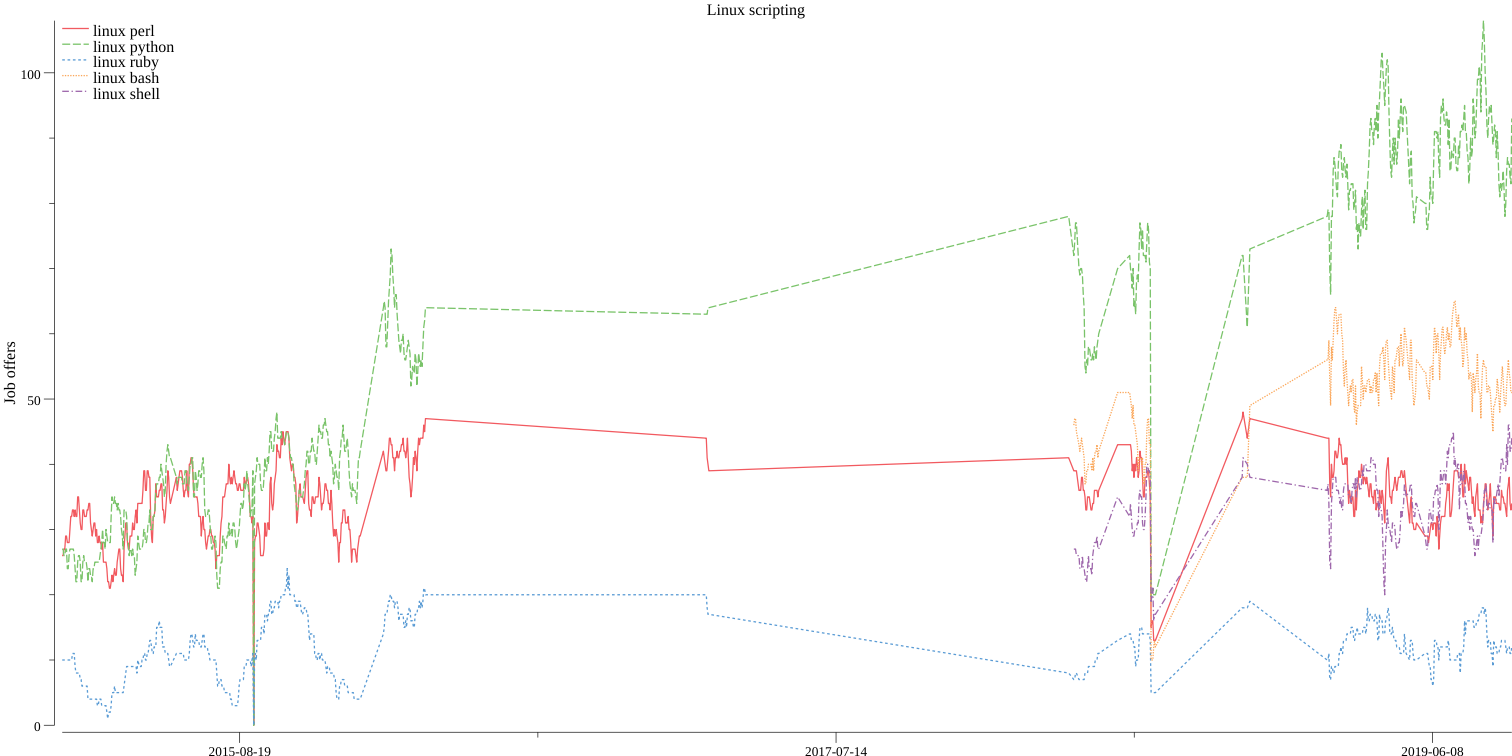 Linux scripting
linux perl
linux python
linux ruby
linux bash
linux shell
100
50
0
Job offers
2015-08-19
2017-07-14
2019-06-08